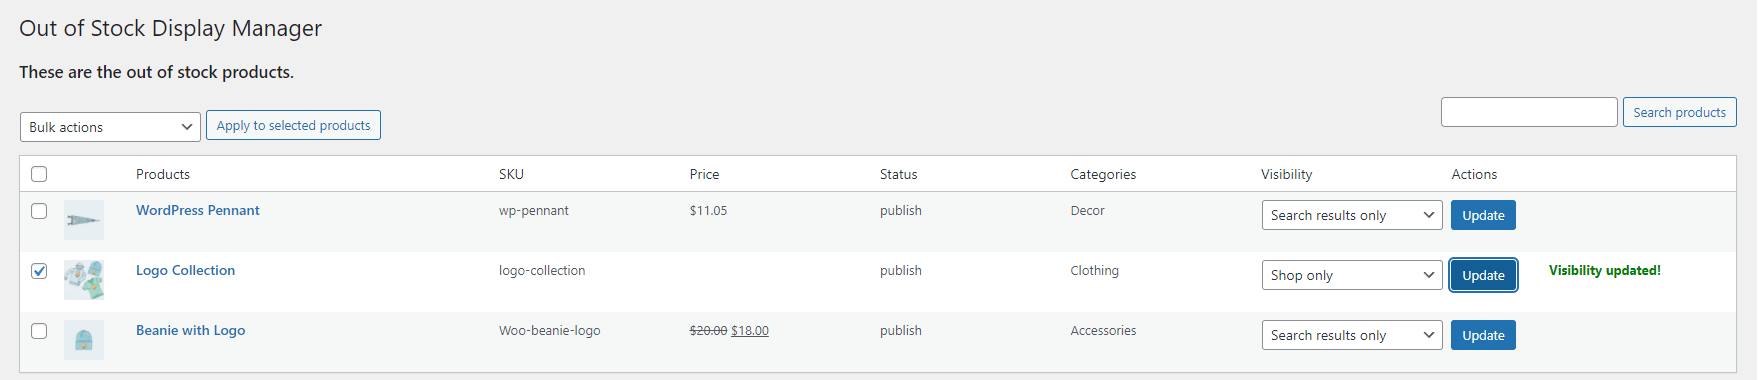 Out of Stock Display Manager
These are the out of stock products.
Bulk actions Apply to selected products Search products
Products SKU Price Status Categories Visibility Actions
WordPress Pennant wp-pennant $11.05 publish Decor Search results only Update
Logo Collection logo-collection publish Clothing Shop only Update Visibility updated!
Beanie with Logo Woo-beanie-logo $20.00 $18.00 publish Accessories Search results only Update